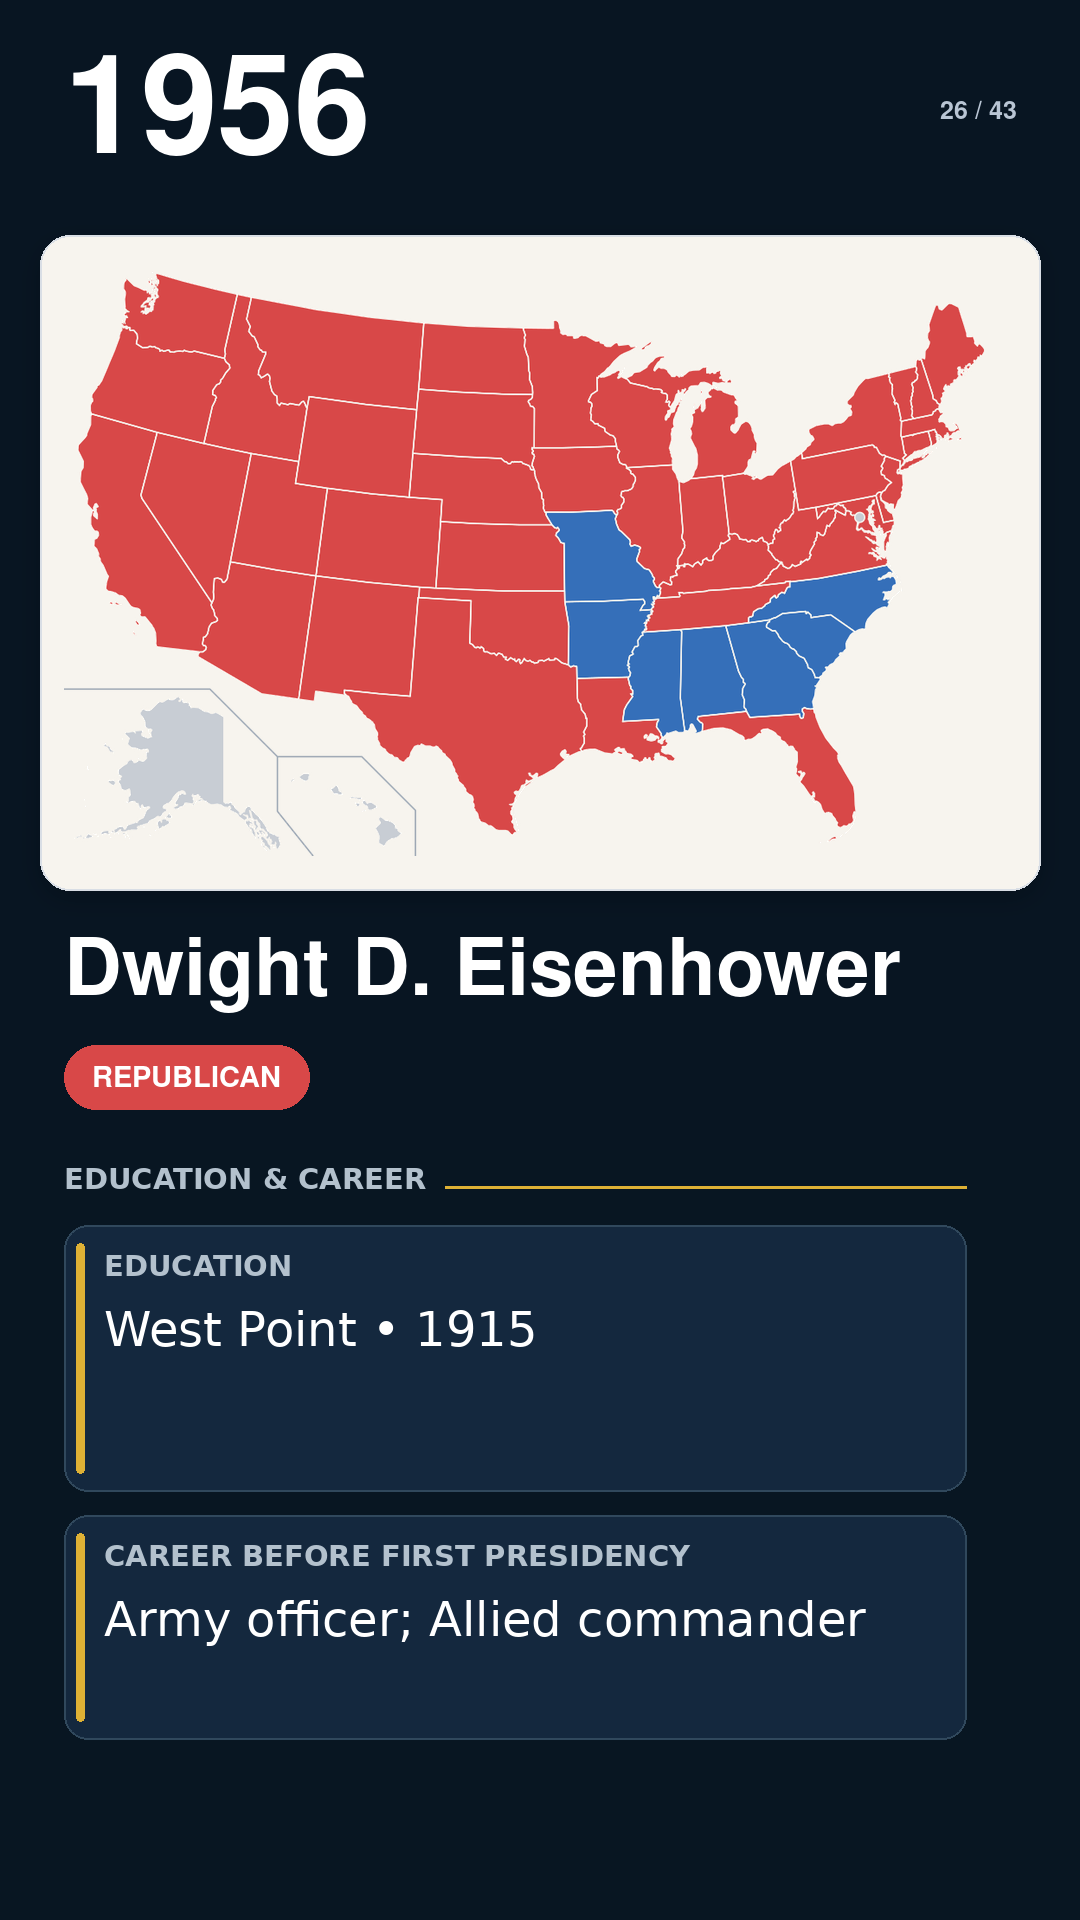 1956
26 / 43
Dwight D. Eisenhower
REPUBLICAN
EDUCATION & CAREER
EDUCATION
West Point • 1915
CAREER BEFORE FIRST PRESIDENCY
Army officer; Allied commander